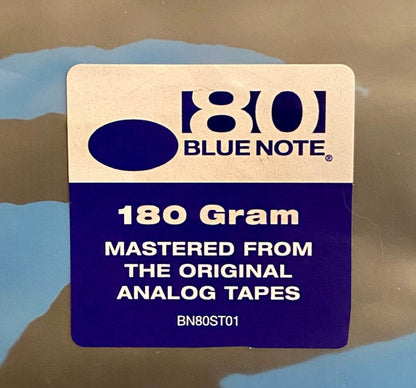 80
BLUE NOTE®
180 Gram
MASTERED FROM
THE ORIGINAL
ANALOG TAPES
BN80ST01